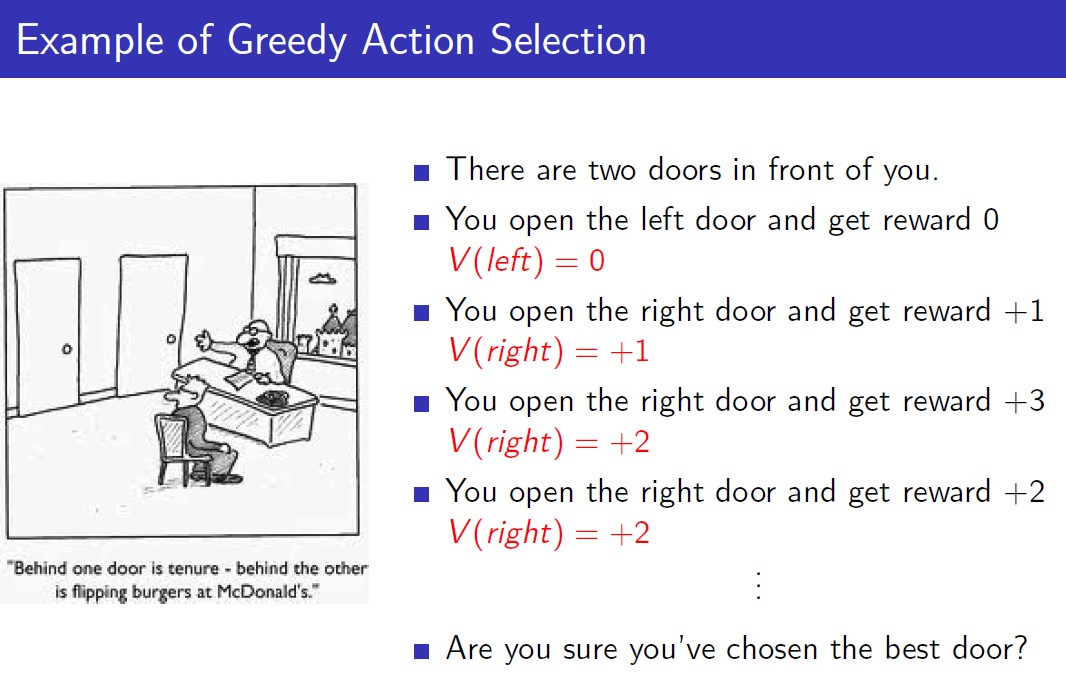 Example of Greedy Action Selection
There are two doors in front of you.
You open the left door and get reward 0
V(left) = 0
You open the right door and get reward +1
V(right) = +1
You open the right door and get reward +3
V(right) = +2
You open the right door and get reward +2
V(right) = +2
⋮
Are you sure you've chosen the best door?
"Behind one door is tenure - behind the other
is flipping burgers at McDonald's."